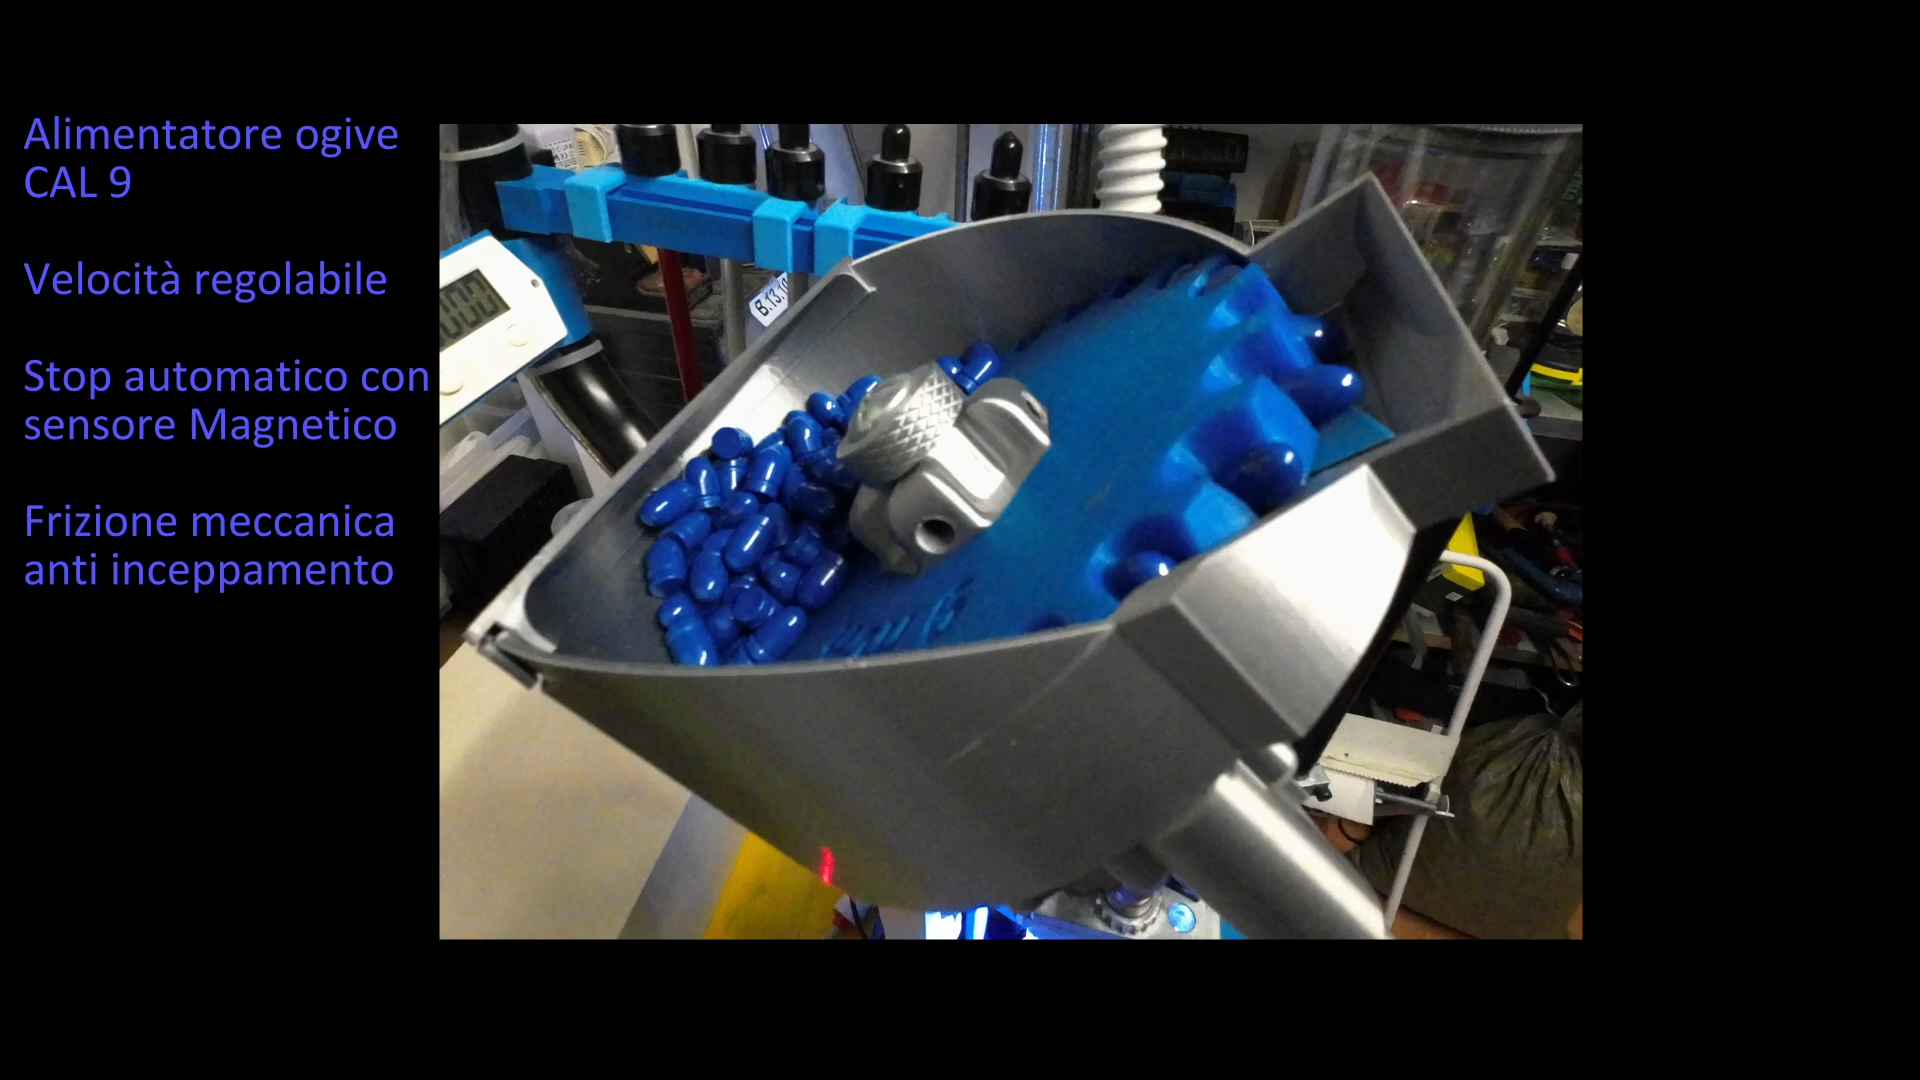 Alimentatore ogive
CAL 9
Velocità regolabile
Stop automatico con
sensore Magnetico
Frizione meccanica
anti inceppamento